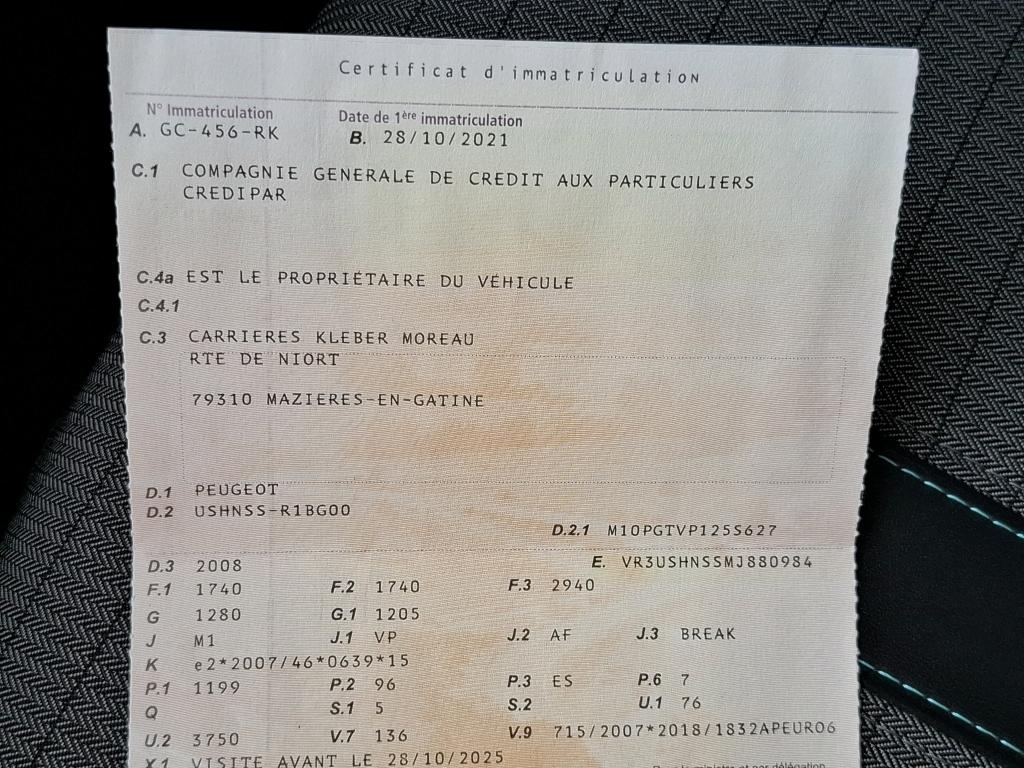 Certificat d'immatriculation
N° Immatriculation Date de 1ère immatriculation
A. GC-456-RK B. 28/10/2021
C.1 COMPAGNIE GENERALE DE CREDIT AUX PARTICULIERS
CREDIPAR
C.4a EST LE PROPRIÉTAIRE DU VÉHICULE
C.4.1
C.3 CARRIERES KLEBER MOREAU
RTE DE NIORT
79310 MAZIERES-EN-GATINE
D.1 PEUGEOT
D.2 USHNSS-R1BG00
D.2.1 M10PGTVP125S627
D.3 2008 E. VR3USHNSSMJ880984
F.1 1740 F.2 1740 F.3 2940
G 1280 G.1 1205
J M1 J.1 VP J.2 AF J.3 BREAK
K e2*2007/46*0639*15
P.1 1199 P.2 96 P.3 ES P.6 7
Q S.1 5 S.2 U.1 76
U.2 3750 V.7 136 V.9 715/2007*2018/1832APEURO6
X.1 VISITE AVANT LE 28/10/2025